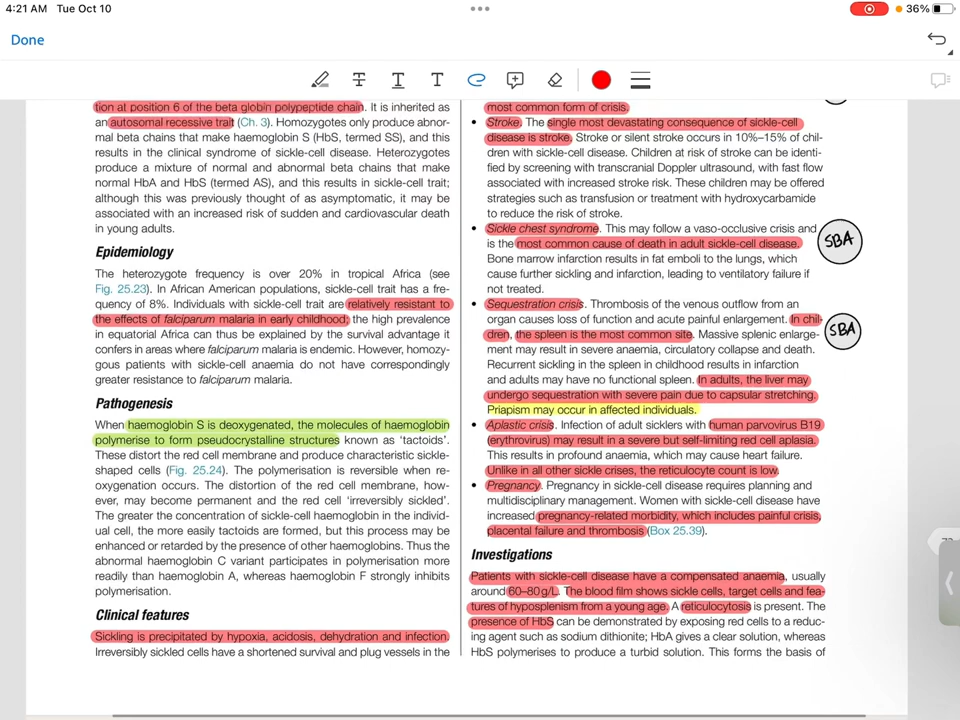 4:21 AM Tue Oct 10
36%
Done
tion at position 6 of the beta globin polypeptide chain. It is inherited as
an autosomal recessive trait (Ch. 3). Homozygotes only produce abnor-
mal beta chains that make haemoglobin S (HbS, termed SS), and this
results in the clinical syndrome of sickle-cell disease. Heterozygotes
produce a mixture of normal and abnormal beta chains that make
normal HbA and HbS (termed AS), and this results in sickle-cell trait;
although this was previously thought of as asymptomatic, it may be
associated with an increased risk of sudden and cardiovascular death
in young adults.
Epidemiology
The heterozygote frequency is over 20% in tropical Africa (see
Fig. 25.23). In African American populations, sickle-cell trait has a fre-
quency of 8%. Individuals with sickle-cell trait are relatively resistant to
the effects of falciparum malaria in early childhood; the high prevalence
in equatorial Africa can thus be explained by the survival advantage it
confers in areas where falciparum malaria is endemic. However, homozy-
gous patients with sickle-cell anaemia do not have correspondingly
greater resistance to falciparum malaria.
Pathogenesis
When haemoglobin S is deoxygenated, the molecules of haemoglobin
polymerise to form pseudocrystalline structures known as ‘tactoids’.
These distort the red cell membrane and produce characteristic sickle-
shaped cells (Fig. 25.24). The polymerisation is reversible when re-
oxygenation occurs. The distortion of the red cell membrane, how-
ever, may become permanent and the red cell ‘irreversibly sickled’.
The greater the concentration of sickle-cell haemoglobin in the individ-
ual cell, the more easily tactoids are formed, but this process may be
enhanced or retarded by the presence of other haemoglobins. Thus the
abnormal haemoglobin C variant participates in polymerisation more
readily than haemoglobin A, whereas haemoglobin F strongly inhibits
polymerisation.
Clinical features
Sickling is precipitated by hypoxia, acidosis, dehydration and infection.
Irreversibly sickled cells have a shortened survival and plug vessels in the
most common form of crisis.
• Stroke. The single most devastating consequence of sickle-cell
disease is stroke. Stroke or silent stroke occurs in 10%–15% of chil-
dren with sickle-cell disease. Children at risk of stroke can be identi-
fied by screening with transcranial Doppler ultrasound, with fast flow
associated with increased stroke risk. These children may be offered
strategies such as transfusion or treatment with hydroxycarbamide
to reduce the risk of stroke.
• Sickle chest syndrome. This may follow a vaso-occlusive crisis and
is the most common cause of death in adult sickle-cell disease.
Bone marrow infarction results in fat emboli to the lungs, which
cause further sickling and infarction, leading to ventilatory failure if
not treated.
SBA
• Sequestration crisis. Thrombosis of the venous outflow from an
organ causes loss of function and acute painful enlargement. In chil-
dren, the spleen is the most common site. Massive splenic enlarge-
ment may result in severe anaemia, circulatory collapse and death.
Recurrent sickling in the spleen in childhood results in infarction
and adults may have no functional spleen. In adults, the liver may
undergo sequestration with severe pain due to capsular stretching.
Priapism may occur in affected individuals.
SBA
• Aplastic crisis. Infection of adult sicklers with human parvovirus B19
(erythrovirus) may result in a severe but self-limiting red cell aplasia.
This results in profound anaemia, which may cause heart failure.
Unlike in all other sickle crises, the reticulocyte count is low.
• Pregnancy. Pregnancy in sickle-cell disease requires planning and
multidisciplinary management. Women with sickle-cell disease have
increased pregnancy-related morbidity, which includes painful crisis,
placental failure and thrombosis (Box 25.39).
Investigations
Patients with sickle-cell disease have a compensated anaemia, usually
around 60–80 g/L. The blood film shows sickle cells, target cells and fea-
tures of hyposplenism from a young age. A reticulocytosis is present. The
presence of HbS can be demonstrated by exposing red cells to a reduc-
ing agent such as sodium dithionite; HbA gives a clear solution, whereas
HbS polymerises to produce a turbid solution. This forms the basis of